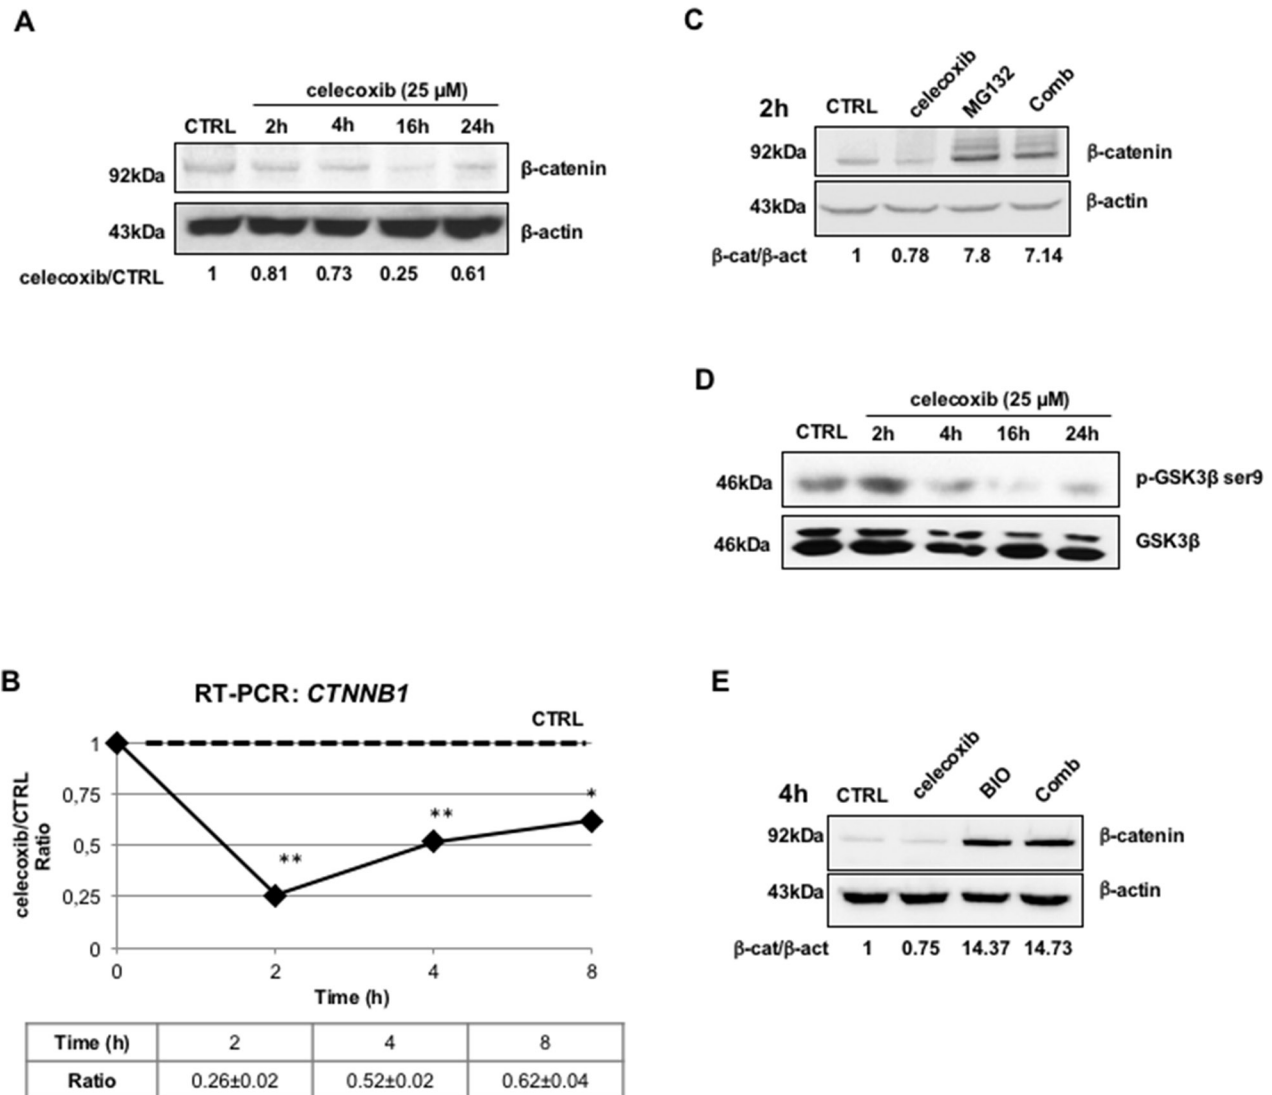 A
celecoxib (25 µM)
CTRL 2h 4h 16h 24h
92kDa β-catenin
43kDa β-actin
celecoxib/CTRL 1 0.81 0.73 0.25 0.61
C
2h CTRL celecoxib MG132 Comb
92kDa β-catenin
43kDa β-actin
β-cat/β-act 1 0.78 7.8 7.14
D
celecoxib (25 µM)
CTRL 2h 4h 16h 24h
46kDa p-GSK3β ser9
46kDa GSK3β
B
RT-PCR: CTNNB1
CTRL
celecoxib/CTRL
Ratio
1
0,75
0,5
0,25
0
** ** *
0 2 4 8
Time (h)
Time (h) 2 4 8
Ratio 0.26±0.02 0.52±0.02 0.62±0.04
E
4h CTRL celecoxib BIO Comb
92kDa β-catenin
43kDa β-actin
β-cat/β-act 1 0.75 14.37 14.73